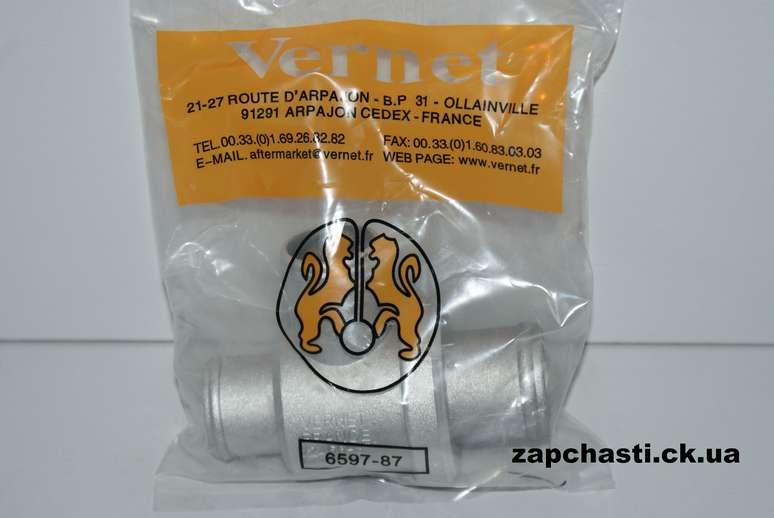 Vernet
21-27 ROUTE D'ARPAJON - B.P 31 - OLLAINVILLE
91291 ARPAJON CEDEX - FRANCE
TEL.00.33.(0)1.69.26.82.82 FAX: 00.33.(0)1.60.83.03.03
E-MAIL. aftermarket@vernet.fr WEB PAGE: www.vernet.fr
VERNET
FRANCE
6597-87
zapchasti.ck.ua